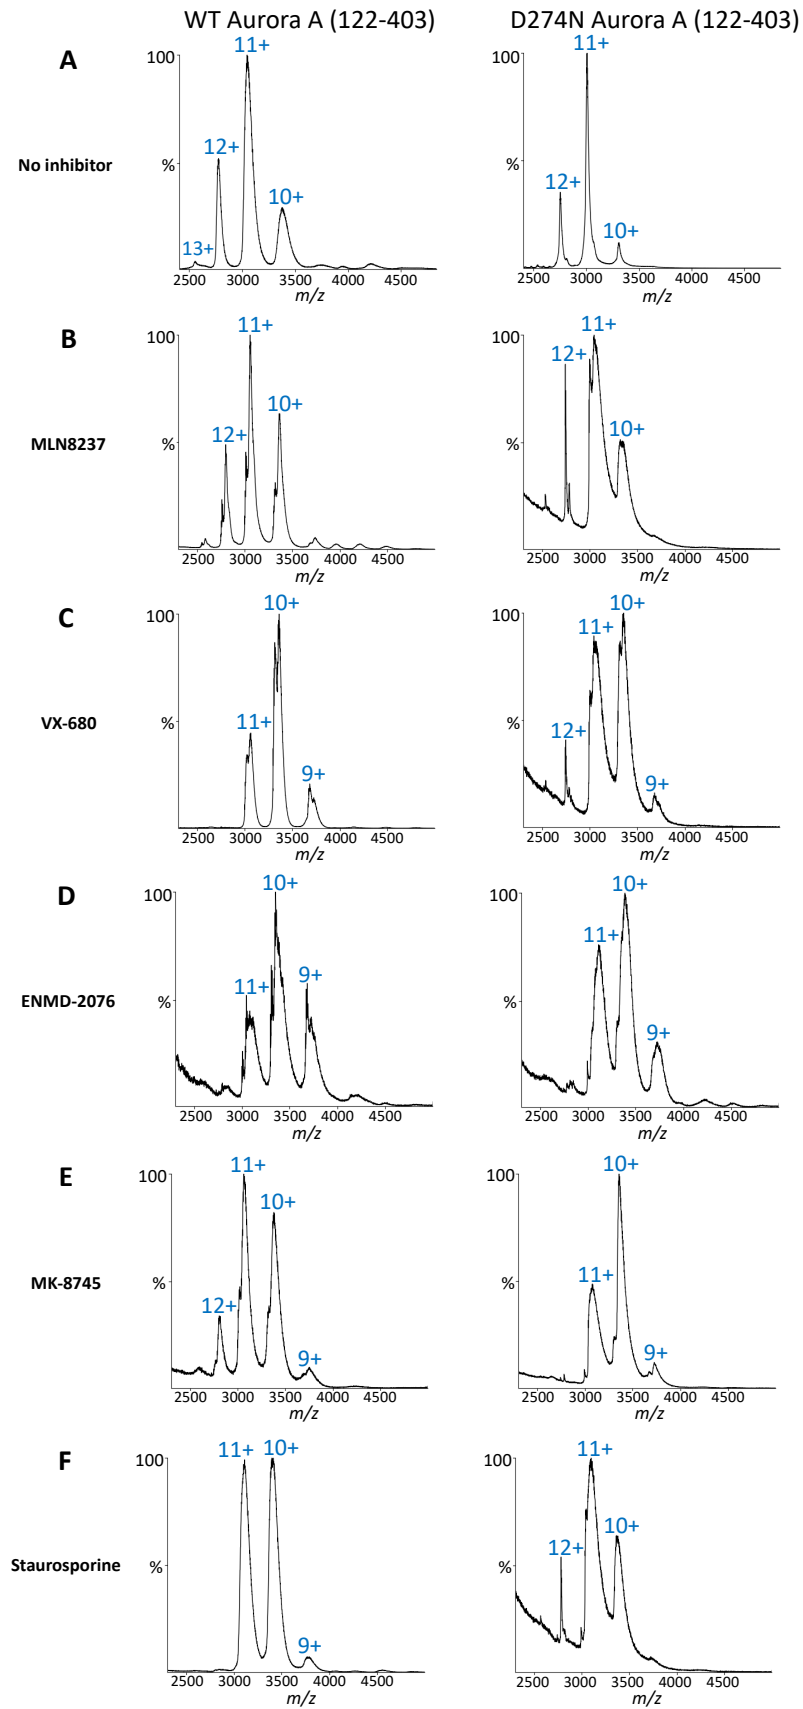 WT Aurora A (122-403) D274N Aurora A (122-403)
A
No inhibitor
100
%
13+ 12+ 11+ 10+
2500 3000 3500 4000 4500
m/z
100
%
12+ 11+ 10+
2500 3000 3500 4000 4500
m/z
B
MLN8237
100
%
12+ 11+ 10+
2500 3000 3500 4000 4500
m/z
100
%
12+ 11+ 10+
2500 3000 3500 4000 4500
m/z
C
VX-680
100
%
11+ 10+ 9+
2500 3000 3500 4000 4500
m/z
100
%
12+ 11+ 10+ 9+
2500 3000 3500 4000 4500
m/z
D
ENMD-2076
100
%
11+ 10+ 9+
2500 3000 3500 4000 4500
m/z
100
%
11+ 10+ 9+
2500 3000 3500 4000 4500
m/z
E
MK-8745
100
%
12+ 11+ 10+ 9+
2500 3000 3500 4000 4500
m/z
100
%
11+ 10+ 9+
2500 3000 3500 4000 4500
m/z
F
Staurosporine
100
%
11+ 10+ 9+
2500 3000 3500 4000 4500
m/z
100
%
12+ 11+ 10+
2500 3000 3500 4000 4500
m/z